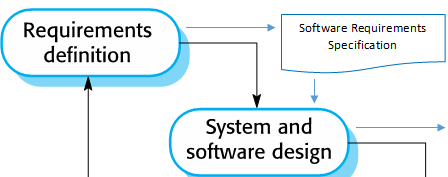 Requirements
definition
Software Requirements
Specification
System and
software design